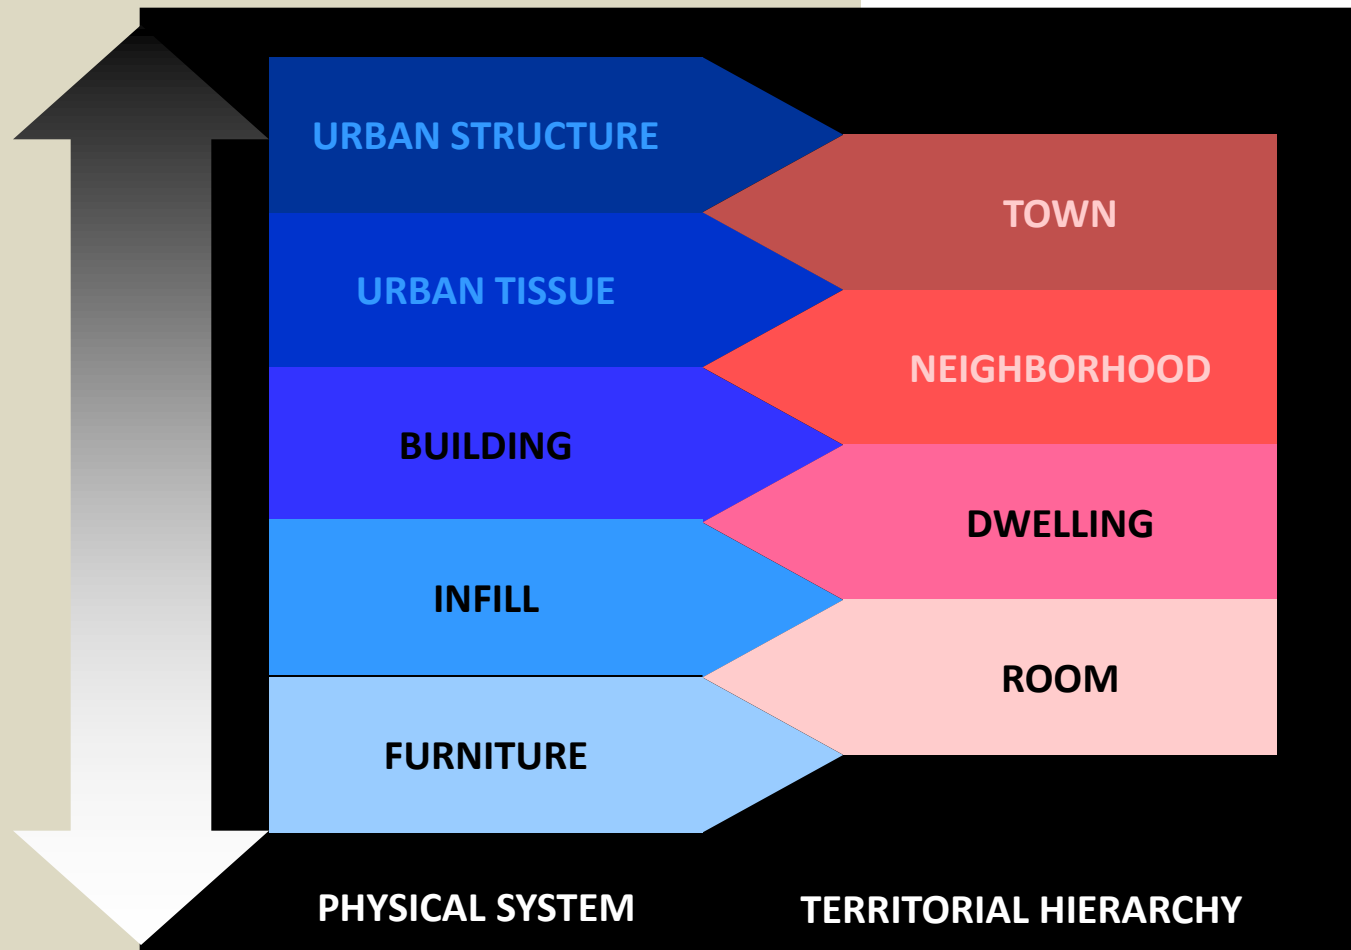 URBAN STRUCTURE
TOWN
URBAN TISSUE
NEIGHBORHOOD
BUILDING
DWELLING
INFILL
ROOM
FURNITURE
PHYSICAL SYSTEM
TERRITORIAL HIERARCHY